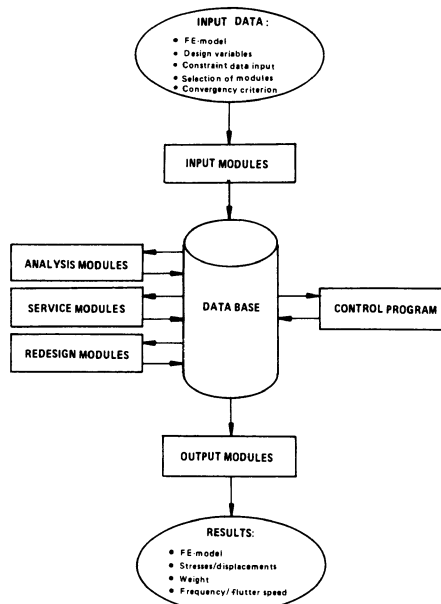 INPUT DATA:
• FE-model
• Design variables
• Constraint data input
• Selection of modules
• Convergency criterion
INPUT MODULES
ANALYSIS MODULES
SERVICE MODULES
REDESIGN MODULES
DATA BASE
CONTROL PROGRAM
OUTPUT MODULES
RESULTS:
• FE-model
• Stresses/displacements
• Weight
• Frequency/flutter speed